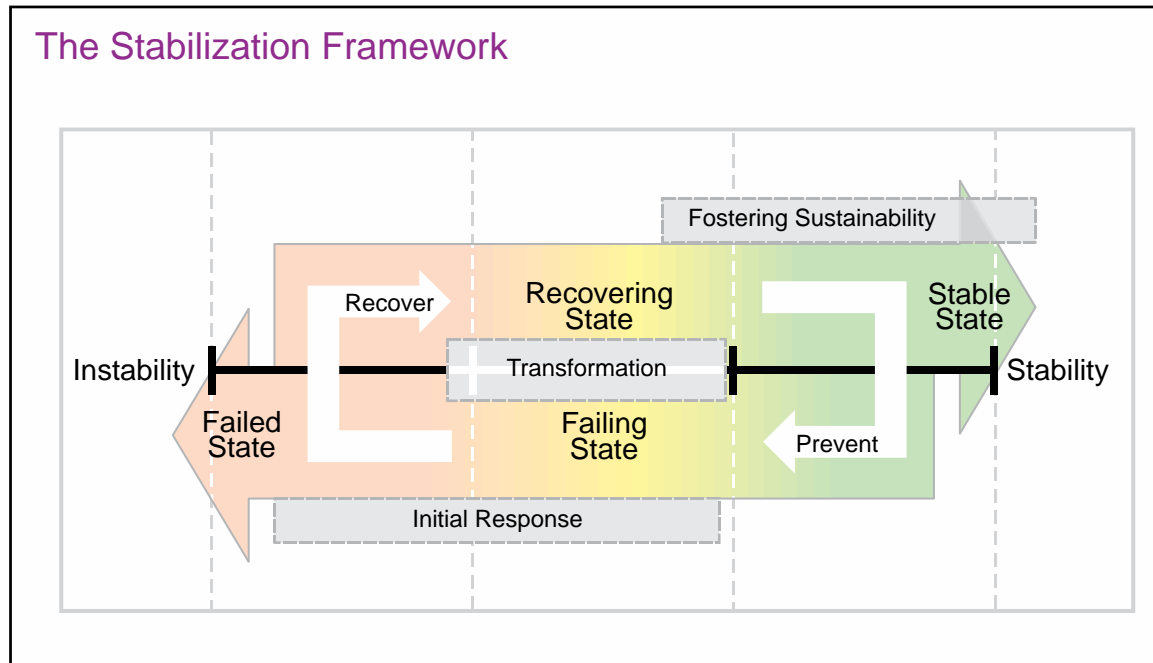 The Stabilization Framework
Fostering Sustainability
Recover
Recovering
State
Stable
State
Instability
Transformation
Stability
Failed
State
Failing
State
Prevent
Initial Response